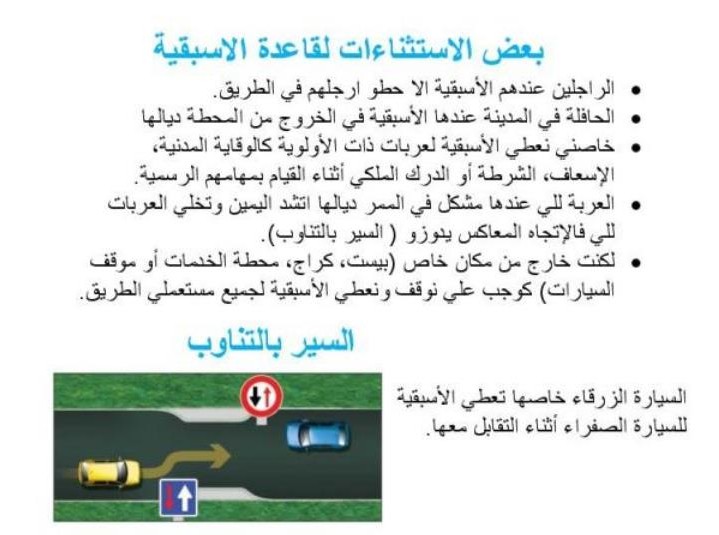 بعض الاستثناءات لقاعدة الاسبقية
• الراجلين عندهم الأسبقية الا حطو ارجلهم في الطريق.
• الحافلة في المدينة عندها الأسبقية في الخروج من المحطة ديالها
• خاصني نعطي الأسبقية لعربات ذات الأولوية كالوقاية المدنية،
الإسعاف، الشرطة أو الدرك الملكي أثناء القيام بمهامهم الرسمية.
• العربة للي عندها مشكل في الممر ديالها اتشد اليمين وتخلي العربات
للي فالإتجاه المعاكس يدوزو ( السير بالتناوب).
• لكنت خارج من مكان خاص (بيست، كراج، محطة الخدمات أو موقف
السيارات) كوجب علي نوقف ونعطي الأسبقية لجميع مستعملي الطريق.
السير بالتناوب
السيارة الزرقاء خاصها تعطي الأسبقية
للسيارة الصفراء أثناء التقابل معها.